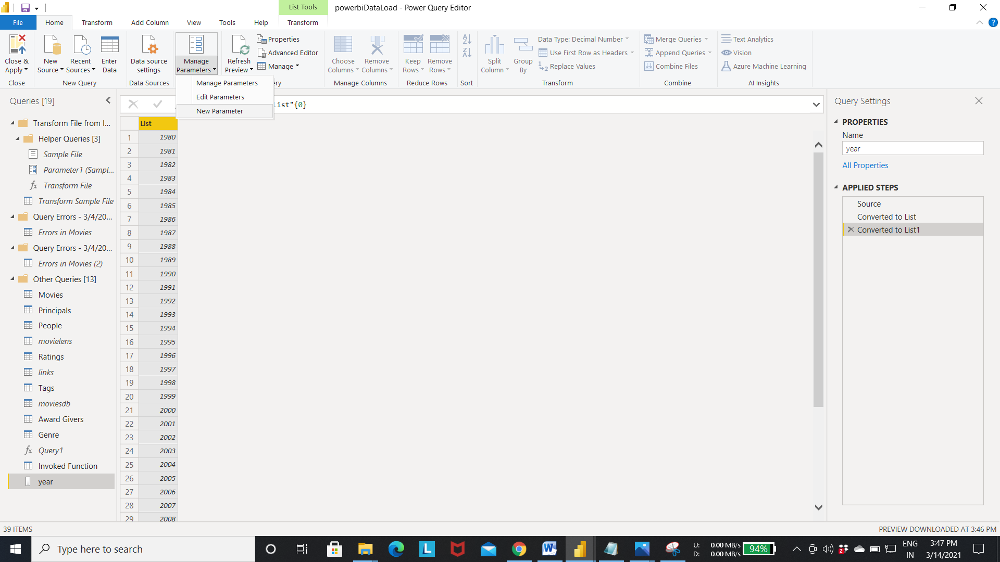 List Tools
powerbiDataLoad - Power Query Editor
File
Home
Transform
Add Column
View
Tools
Help
Transform
Close &
Apply
Close
New
Source
Recent
Sources
Enter
Data
New Query
Data source
settings
Data Sources
Manage
Parameters
Manage Parameters
Edit Parameters
New Parameter
Refresh
Preview
Properties
Advanced Editor
Manage
Choose
Columns
Remove
Columns
Manage Columns
Keep
Rows
Remove
Rows
Reduce Rows
Sort
Split
Column
Group
By
Data Type: Decimal Number
Use First Row as Headers
Replace Values
Transform
Merge Queries
Append Queries
Combine Files
Combine
Text Analytics
Vision
Azure Machine Learning
AI Insights
Queries [19]
Transform File from I...
Helper Queries [3]
Sample File
Parameter1 (Sampl...
fx Transform File
Transform Sample File
Query Errors - 3/4/20...
Errors in Movies
Query Errors - 3/4/20...
Errors in Movies (2)
Other Queries [13]
Movies
Principals
People
movielens
Ratings
links
Tags
moviesdb
Award Givers
Genre
fx Query1
Invoked Function
year
List"{0}
List
1 1980
2 1981
3 1982
4 1983
5 1984
6 1985
7 1986
8 1987
9 1988
10 1989
11 1990
12 1991
13 1992
14 1993
15 1994
16 1995
17 1996
18 1997
19 1998
20 1999
21 2000
22 2001
23 2002
24 2003
25 2004
26 2005
27 2006
28 2007
29 2008
Query Settings
PROPERTIES
Name
year
All Properties
APPLIED STEPS
Source
Converted to List
Converted to List1
39 ITEMS
PREVIEW DOWNLOADED AT 3:46 PM
Type here to search
U: 0.00 MB/s
D: 0.00 MB/s
94%
2
ENG
IN
3:47 PM
3/14/2021